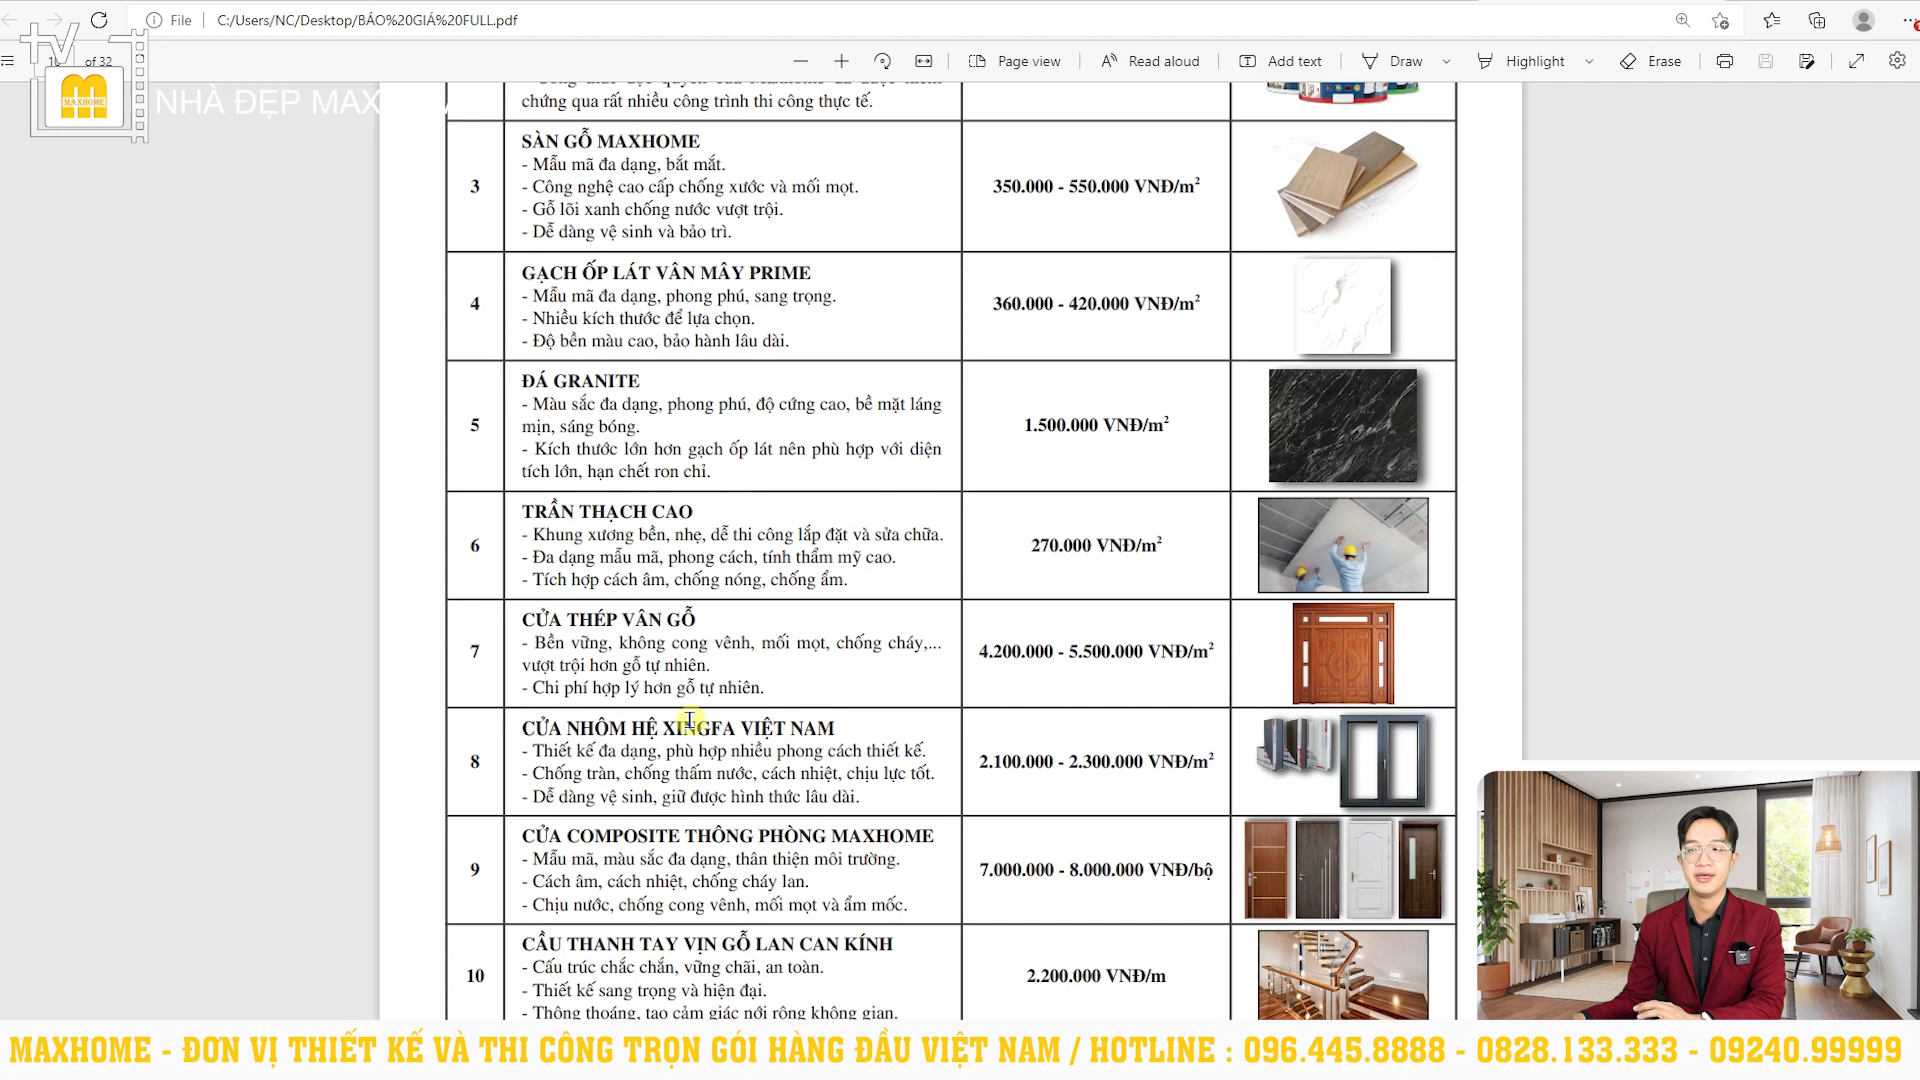 File | C:/Users/NC/Desktop/BÁO%20GIÁ%20FULL.pdf
of 32
Page view
Read aloud
Add text
Draw
Highlight
Erase
tv
MAXHOME
NHÀ ĐẸP MAX
chứng qua rất nhiều công trình thi công thực tế.
3
SÀN GỖ MAXHOME
- Mẫu mã đa dạng, bắt mắt.
- Công nghệ cao cấp chống xước và mối mọt.
- Gỗ lõi xanh chống nước vượt trội.
- Dễ dàng vệ sinh và bảo trì.
350.000 - 550.000 VNĐ/m²
4
GẠCH ỐP LÁT VÂN MÂY PRIME
- Mẫu mã đa dạng, phong phú, sang trọng.
- Nhiều kích thước để lựa chọn.
- Độ bền màu cao, bảo hành lâu dài.
360.000 - 420.000 VNĐ/m²
5
ĐÁ GRANITE
- Màu sắc đa dạng, phong phú, độ cứng cao, bề mặt láng
mịn, sáng bóng.
- Kích thước lớn hơn gạch ốp lát nên phù hợp với diện
tích lớn, hạn chết ron chỉ.
1.500.000 VNĐ/m²
6
TRẦN THẠCH CAO
- Khung xương bền, nhẹ, dễ thi công lắp đặt và sửa chữa.
- Đa dạng mẫu mã, phong cách, tính thẩm mỹ cao.
- Tích hợp cách âm, chống nóng, chống ẩm.
270.000 VNĐ/m²
7
CỬA THÉP VÂN GỖ
- Bền vững, không cong vênh, mối mọt, chống cháy,...
vượt trội hơn gỗ tự nhiên.
- Chi phí hợp lý hơn gỗ tự nhiên.
4.200.000 - 5.500.000 VNĐ/m²
8
CỬA NHÔM HỆ XINGFA VIỆT NAM
- Thiết kế đa dạng, phù hợp nhiều phong cách thiết kế.
- Chống tràn, chống thấm nước, cách nhiệt, chịu lực tốt.
- Dễ dàng vệ sinh, giữ được hình thức lâu dài.
2.100.000 - 2.300.000 VNĐ/m²
9
CỬA COMPOSITE THÔNG PHÒNG MAXHOME
- Mẫu mã, màu sắc đa dạng, thân thiện môi trường.
- Cách âm, cách nhiệt, chống cháy lan.
- Chịu nước, chống cong vênh, mối mọt và ẩm mốc.
7.000.000 - 8.000.000 VNĐ/bộ
10
CẦU THANH TAY VỊN GỖ LAN CAN KÍNH
- Cấu trúc chắc chắn, vững chãi, an toàn.
- Thiết kế sang trọng và hiện đại.
- Thông thoáng, tạo cảm giác nới rộng không gian.
2.200.000 VNĐ/m
MAXHOME - ĐƠN VỊ THIẾT KẾ VÀ THI CÔNG TRỌN GÓI HÀNG ĐẦU VIỆT NAM / HOTLINE : 096.445.8888 - 0828.133.333 - 09240.99999